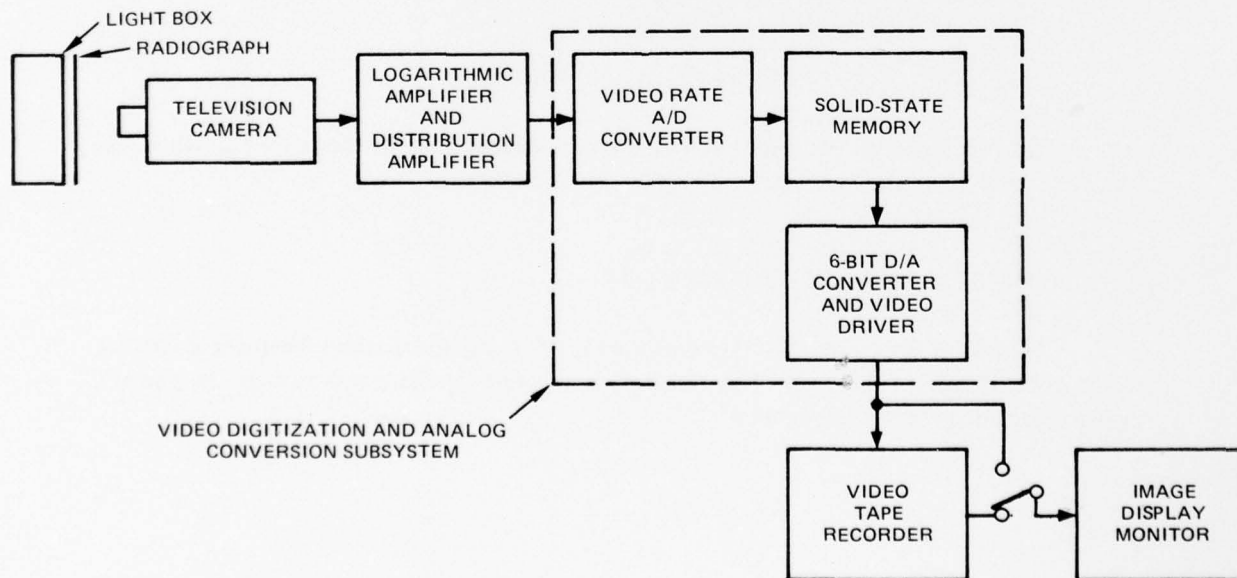 LIGHT BOX
RADIOGRAPH
TELEVISION
CAMERA
LOGARITHMIC
AMPLIFIER
AND
DISTRIBUTION
AMPLIFIER
VIDEO RATE
A/D
CONVERTER
SOLID-STATE
MEMORY
6-BIT D/A
CONVERTER
AND VIDEO
DRIVER
VIDEO DIGITIZATION AND ANALOG
CONVERSION SUBSYSTEM
VIDEO
TAPE
RECORDER
IMAGE
DISPLAY
MONITOR